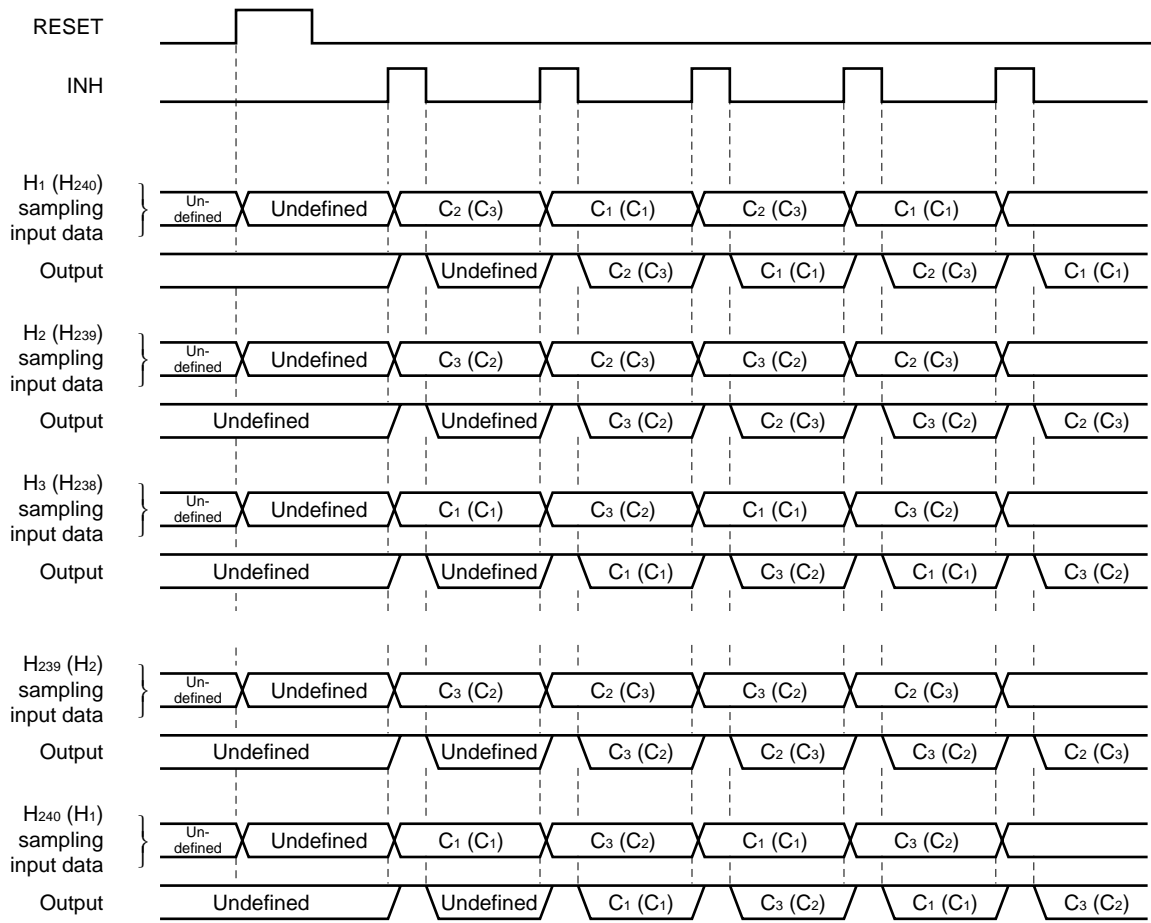 RESET
INH
H₁ (H₂₄₀)
sampling
input data
Un-
defined
Undefined
C₂ (C₃)
C₁ (C₁)
C₂ (C₃)
C₁ (C₁)
Output
Undefined
C₂ (C₃)
C₁ (C₁)
C₂ (C₃)
C₁ (C₁)
H₂ (H₂₃₉)
sampling
input data
Un-
defined
Undefined
C₃ (C₂)
C₂ (C₃)
C₃ (C₂)
C₂ (C₃)
Output
Undefined
Undefined
C₃ (C₂)
C₂ (C₃)
C₃ (C₂)
C₂ (C₃)
H₃ (H₂₃₈)
sampling
input data
Un-
defined
Undefined
C₁ (C₁)
C₃ (C₂)
C₁ (C₁)
C₃ (C₂)
Output
Undefined
Undefined
C₁ (C₁)
C₃ (C₂)
C₁ (C₁)
C₃ (C₂)
H₂₃₉ (H₂)
sampling
input data
Un-
defined
Undefined
C₃ (C₂)
C₂ (C₃)
C₃ (C₂)
C₂ (C₃)
Output
Undefined
Undefined
C₃ (C₂)
C₂ (C₃)
C₃ (C₂)
C₂ (C₃)
H₂₄₀ (H₁)
sampling
input data
Un-
defined
Undefined
C₁ (C₁)
C₃ (C₂)
C₁ (C₁)
C₃ (C₂)
Output
Undefined
Undefined
C₁ (C₁)
C₃ (C₂)
C₁ (C₁)
C₃ (C₂)